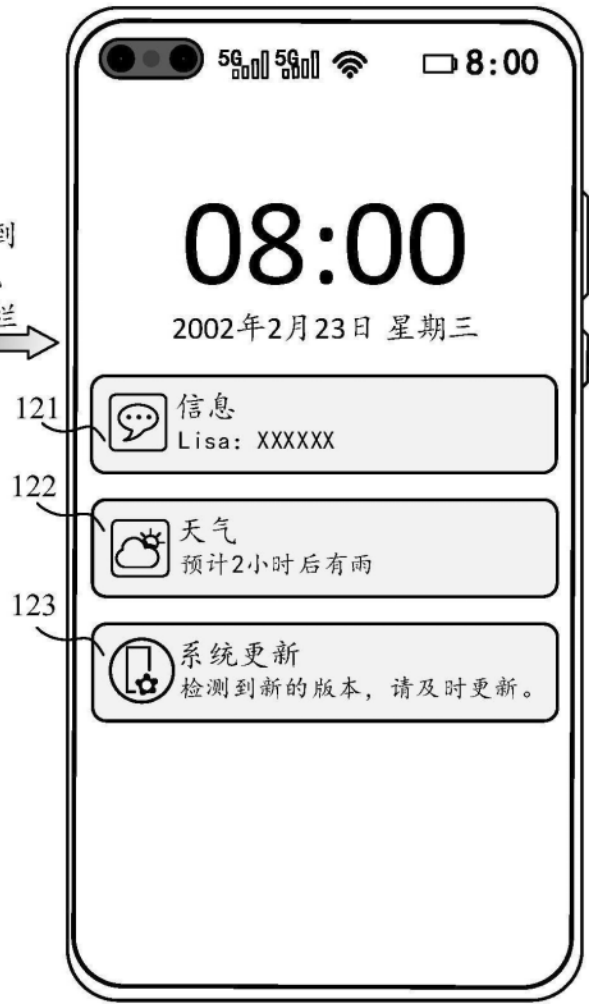 5G 5G 8:00
08:00
2002年2月23日 星期三
到
栏
121
信息
Lisa: XXXXXX
122
天气
预计2小时后有雨
123
系统更新
检测到新的版本，请及时更新。